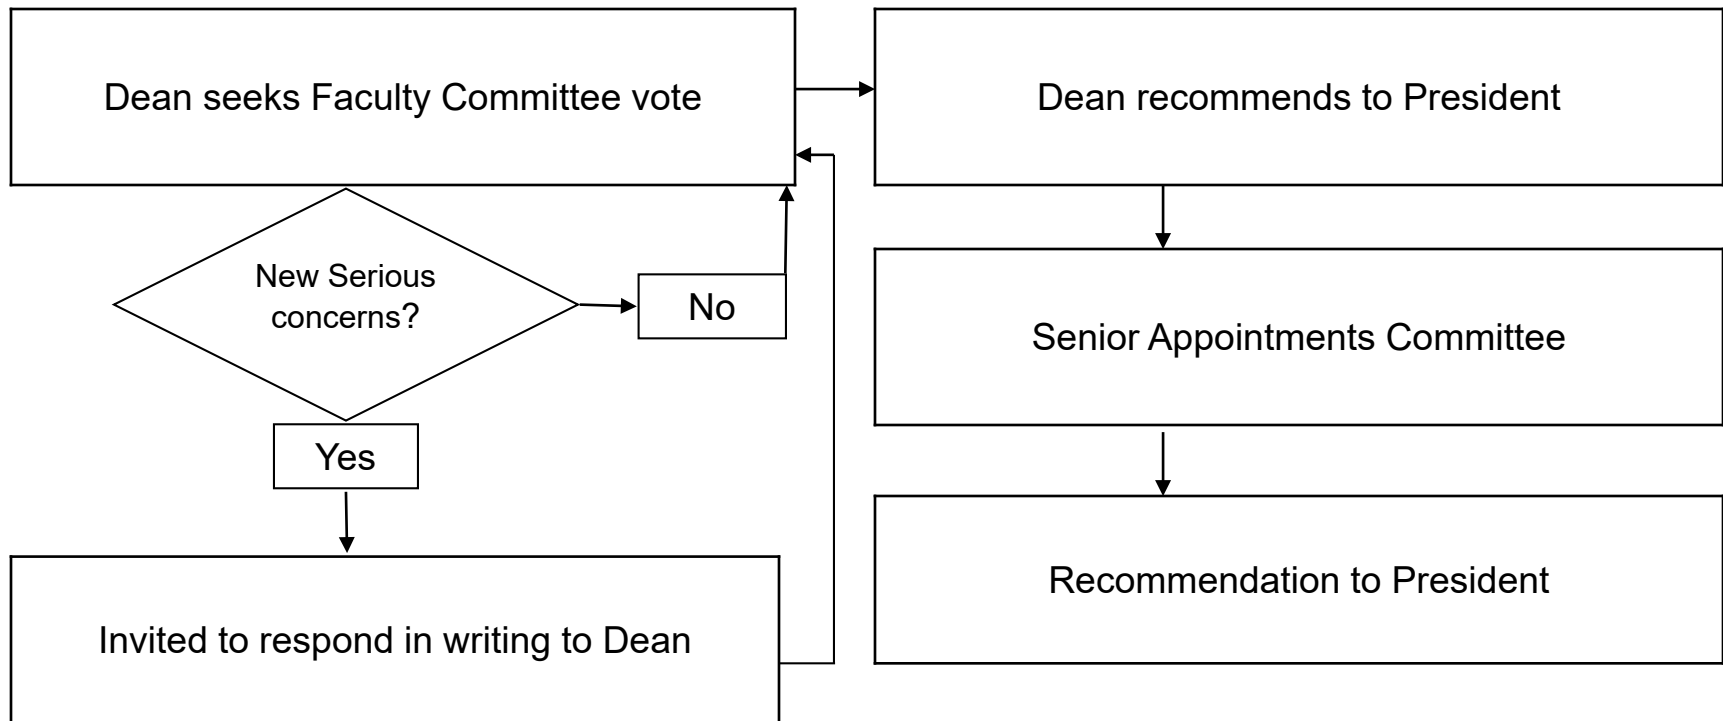 Dean seeks Faculty Committee vote
Dean recommends to President
New Serious
concerns?
No
Yes
Senior Appointments Committee
Invited to respond in writing to Dean
Recommendation to President